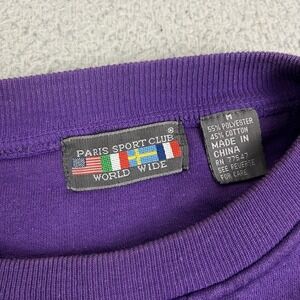 ®
PARIS SPORT CLUB
WORLD WIDE
M
55% POLYESTER
45% COTTON
MADE IN
CHINA
RN 77547
SEE REVERSE
FOR CARE